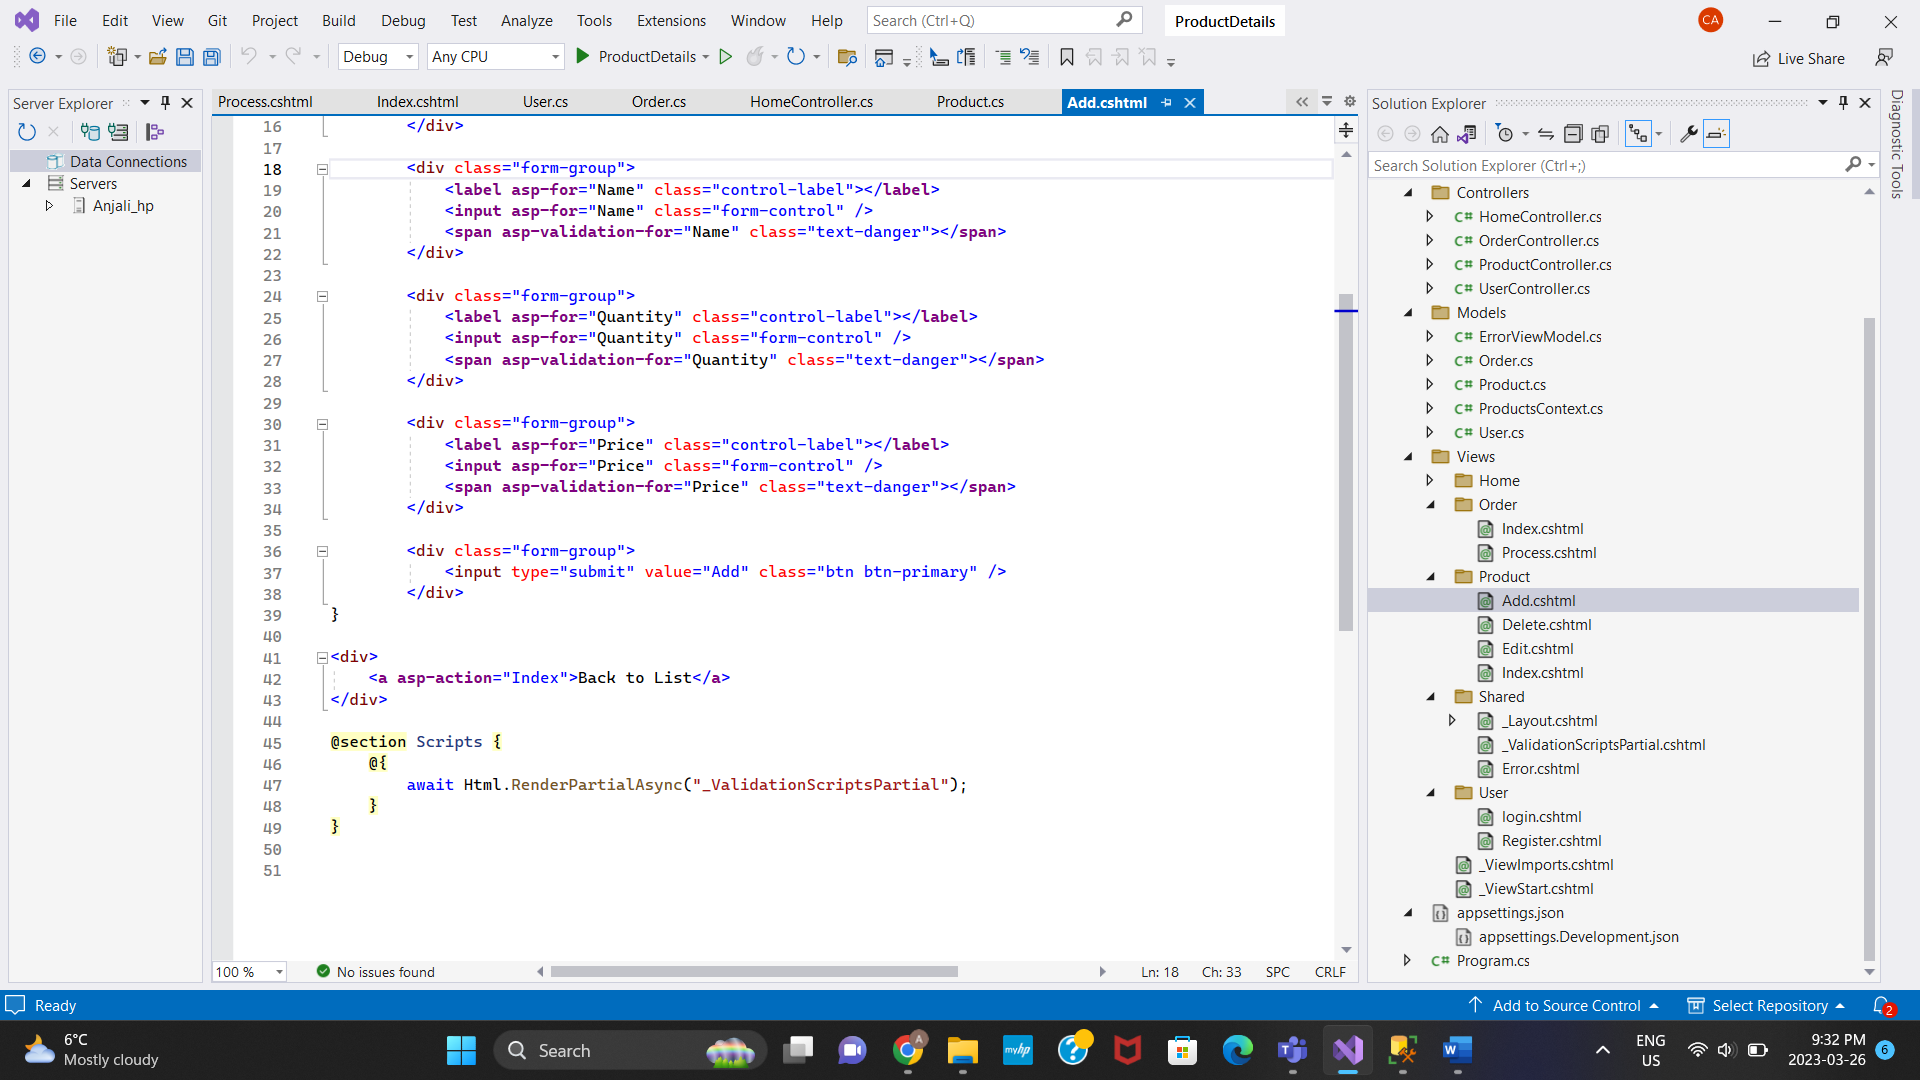 File Edit View Git Project Build Debug Test Analyze Tools Extensions Window Help Search (Ctrl+Q) ProductDetails CA
Debug Any CPU ProductDetails Live Share
Server Explorer
Data Connections
Servers
Anjali_hp
Process.cshtml Index.cshtml User.cs Order.cs HomeController.cs Product.cs Add.cshtml
16 </div>
17
18 <div class="form-group">
19 <label asp-for="Name" class="control-label"></label>
20 <input asp-for="Name" class="form-control" />
21 <span asp-validation-for="Name" class="text-danger"></span>
22 </div>
23
24 <div class="form-group">
25 <label asp-for="Quantity" class="control-label"></label>
26 <input asp-for="Quantity" class="form-control" />
27 <span asp-validation-for="Quantity" class="text-danger"></span>
28 </div>
29
30 <div class="form-group">
31 <label asp-for="Price" class="control-label"></label>
32 <input asp-for="Price" class="form-control" />
33 <span asp-validation-for="Price" class="text-danger"></span>
34 </div>
35
36 <div class="form-group">
37 <input type="submit" value="Add" class="btn btn-primary" />
38 </div>
39 }
40
41 <div>
42 <a asp-action="Index">Back to List</a>
43 </div>
44
45 @section Scripts {
46 @{
47 await Html.RenderPartialAsync("_ValidationScriptsPartial");
48 }
49 }
50
51
100 % No issues found Ln: 18 Ch: 33 SPC CRLF
Solution Explorer
Search Solution Explorer (Ctrl+;)
Controllers
C# HomeController.cs
C# OrderController.cs
C# ProductController.cs
C# UserController.cs
Models
C# ErrorViewModel.cs
C# Order.cs
C# Product.cs
C# ProductsContext.cs
C# User.cs
Views
Home
Order
Index.cshtml
Process.cshtml
Product
Add.cshtml
Delete.cshtml
Edit.cshtml
Index.cshtml
Shared
_Layout.cshtml
_ValidationScriptsPartial.cshtml
Error.cshtml
User
login.cshtml
Register.cshtml
_ViewImports.cshtml
_ViewStart.cshtml
appsettings.json
appsettings.Development.json
C# Program.cs
Diagnostic Tools
Ready Add to Source Control Select Repository 2
6°C
Mostly cloudy
Search
A
myhp
W
ENG
US
9:32 PM
2023-03-26
6